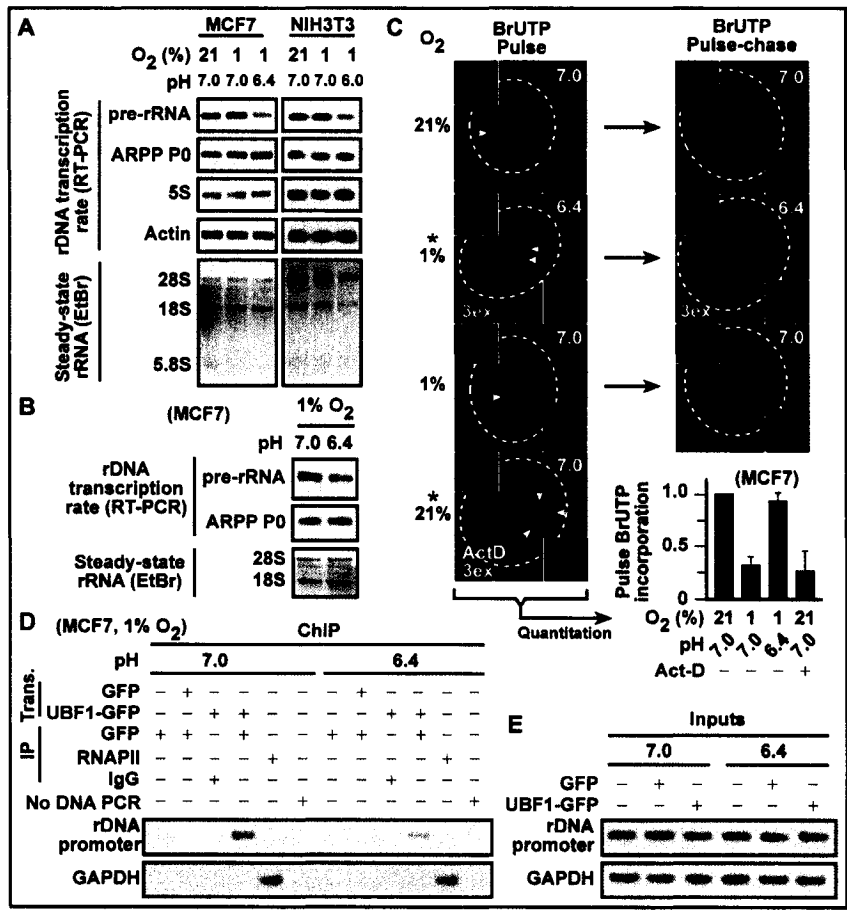 A
MCF7 NIH3T3
O2 (%) 21 1 1 21 1 1
pH 7.0 7.0 6.4 7.0 7.0 6.0
rDNA transcription rate (RT-PCR)
pre-rRNA
ARPP P0
5S
Actin
Steady-state rRNA (EtBr)
28S
18S
5.8S
B
(MCF7) 1% O2
pH 7.0 6.4
rDNA
transcription
rate (RT-PCR)
pre-rRNA
ARPP P0
Steady-state
rRNA (EtBr)
28S
18S
C
O2
BrUTP
Pulse
BrUTP
Pulse-chase
21%
7.0
7.0
*
1%
6.4
3ex
6.4
3ex
1%
7.0
7.0
*
21%
7.0
ActD
3ex
Quantitation
(MCF7)
Pulse BrUTP
incorporation
1.0
0.5
0
O2 (%) 21 1 1 21
pH 7.0 7.0 6.4 7.0
Act-D – – – +
D
(MCF7, 1% O2) ChIP
pH 7.0 6.4
Trans.
GFP – + – – – – – + – – – –
UBF1-GFP – – + + – – – – + + – –
IP
GFP + + – + – – + + – + – –
RNAPII – – – – + – – – – – + –
IgG – – + – – – – – + – – –
No DNA PCR – – – – – + – – – – – +
rDNA
promoter
GAPDH
E
Inputs
7.0 6.4
GFP – + – – + –
UBF1-GFP – – + – – +
rDNA
promoter
GAPDH